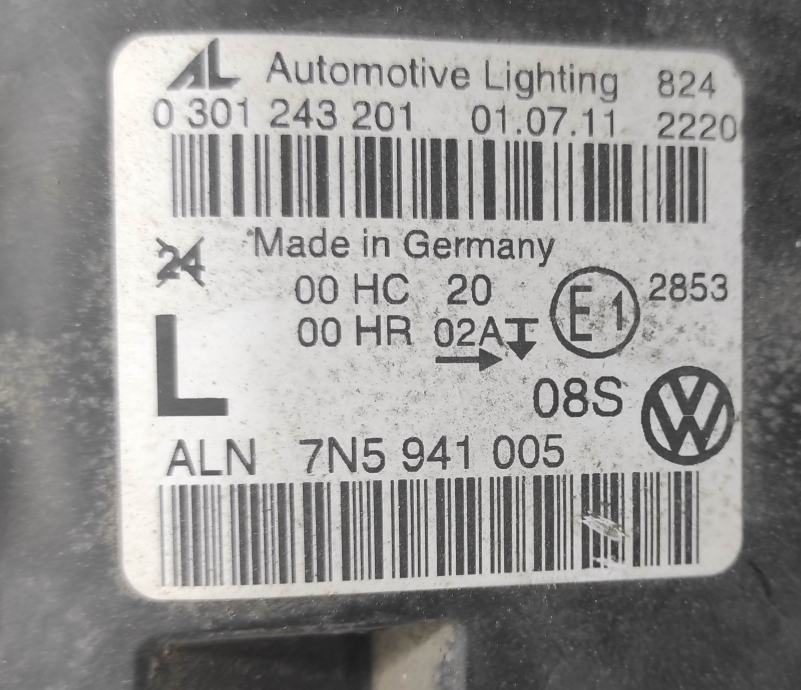 AL Automotive Lighting 824
0 301 243 201 01.07.11 2220
Made in Germany
24
00 HC 20
00 HR 02A
E1 2853
L
08S VW
ALN 7N5 941 005